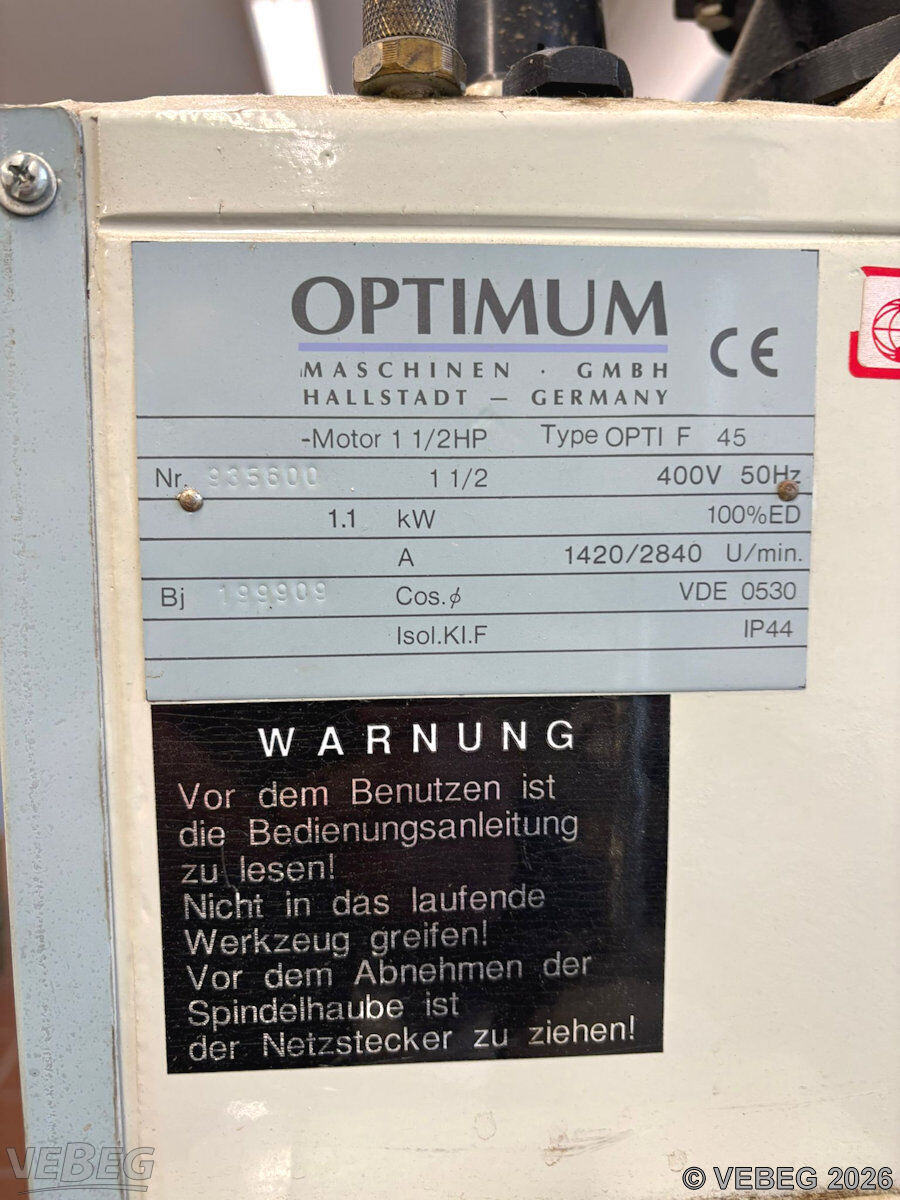 OPTIMUM
MASCHINEN · GMBH
HALLSTADT — GERMANY
CE
-Motor 1 1/2HP Type OPTI F 45
Nr. 935600 1 1/2 400V 50Hz
1.1 kW 100%ED
A 1420/2840 U/min.
Bj 199909 Cos.ϕ VDE 0530
Isol.Kl.F IP44
WARNUNG
Vor dem Benutzen ist
die Bedienungsanleitung
zu lesen!
Nicht in das laufende
Werkzeug greifen!
Vor dem Abnehmen der
Spindelhaube ist
der Netzstecker zu ziehen!
VEBEG
© VEBEG 2026